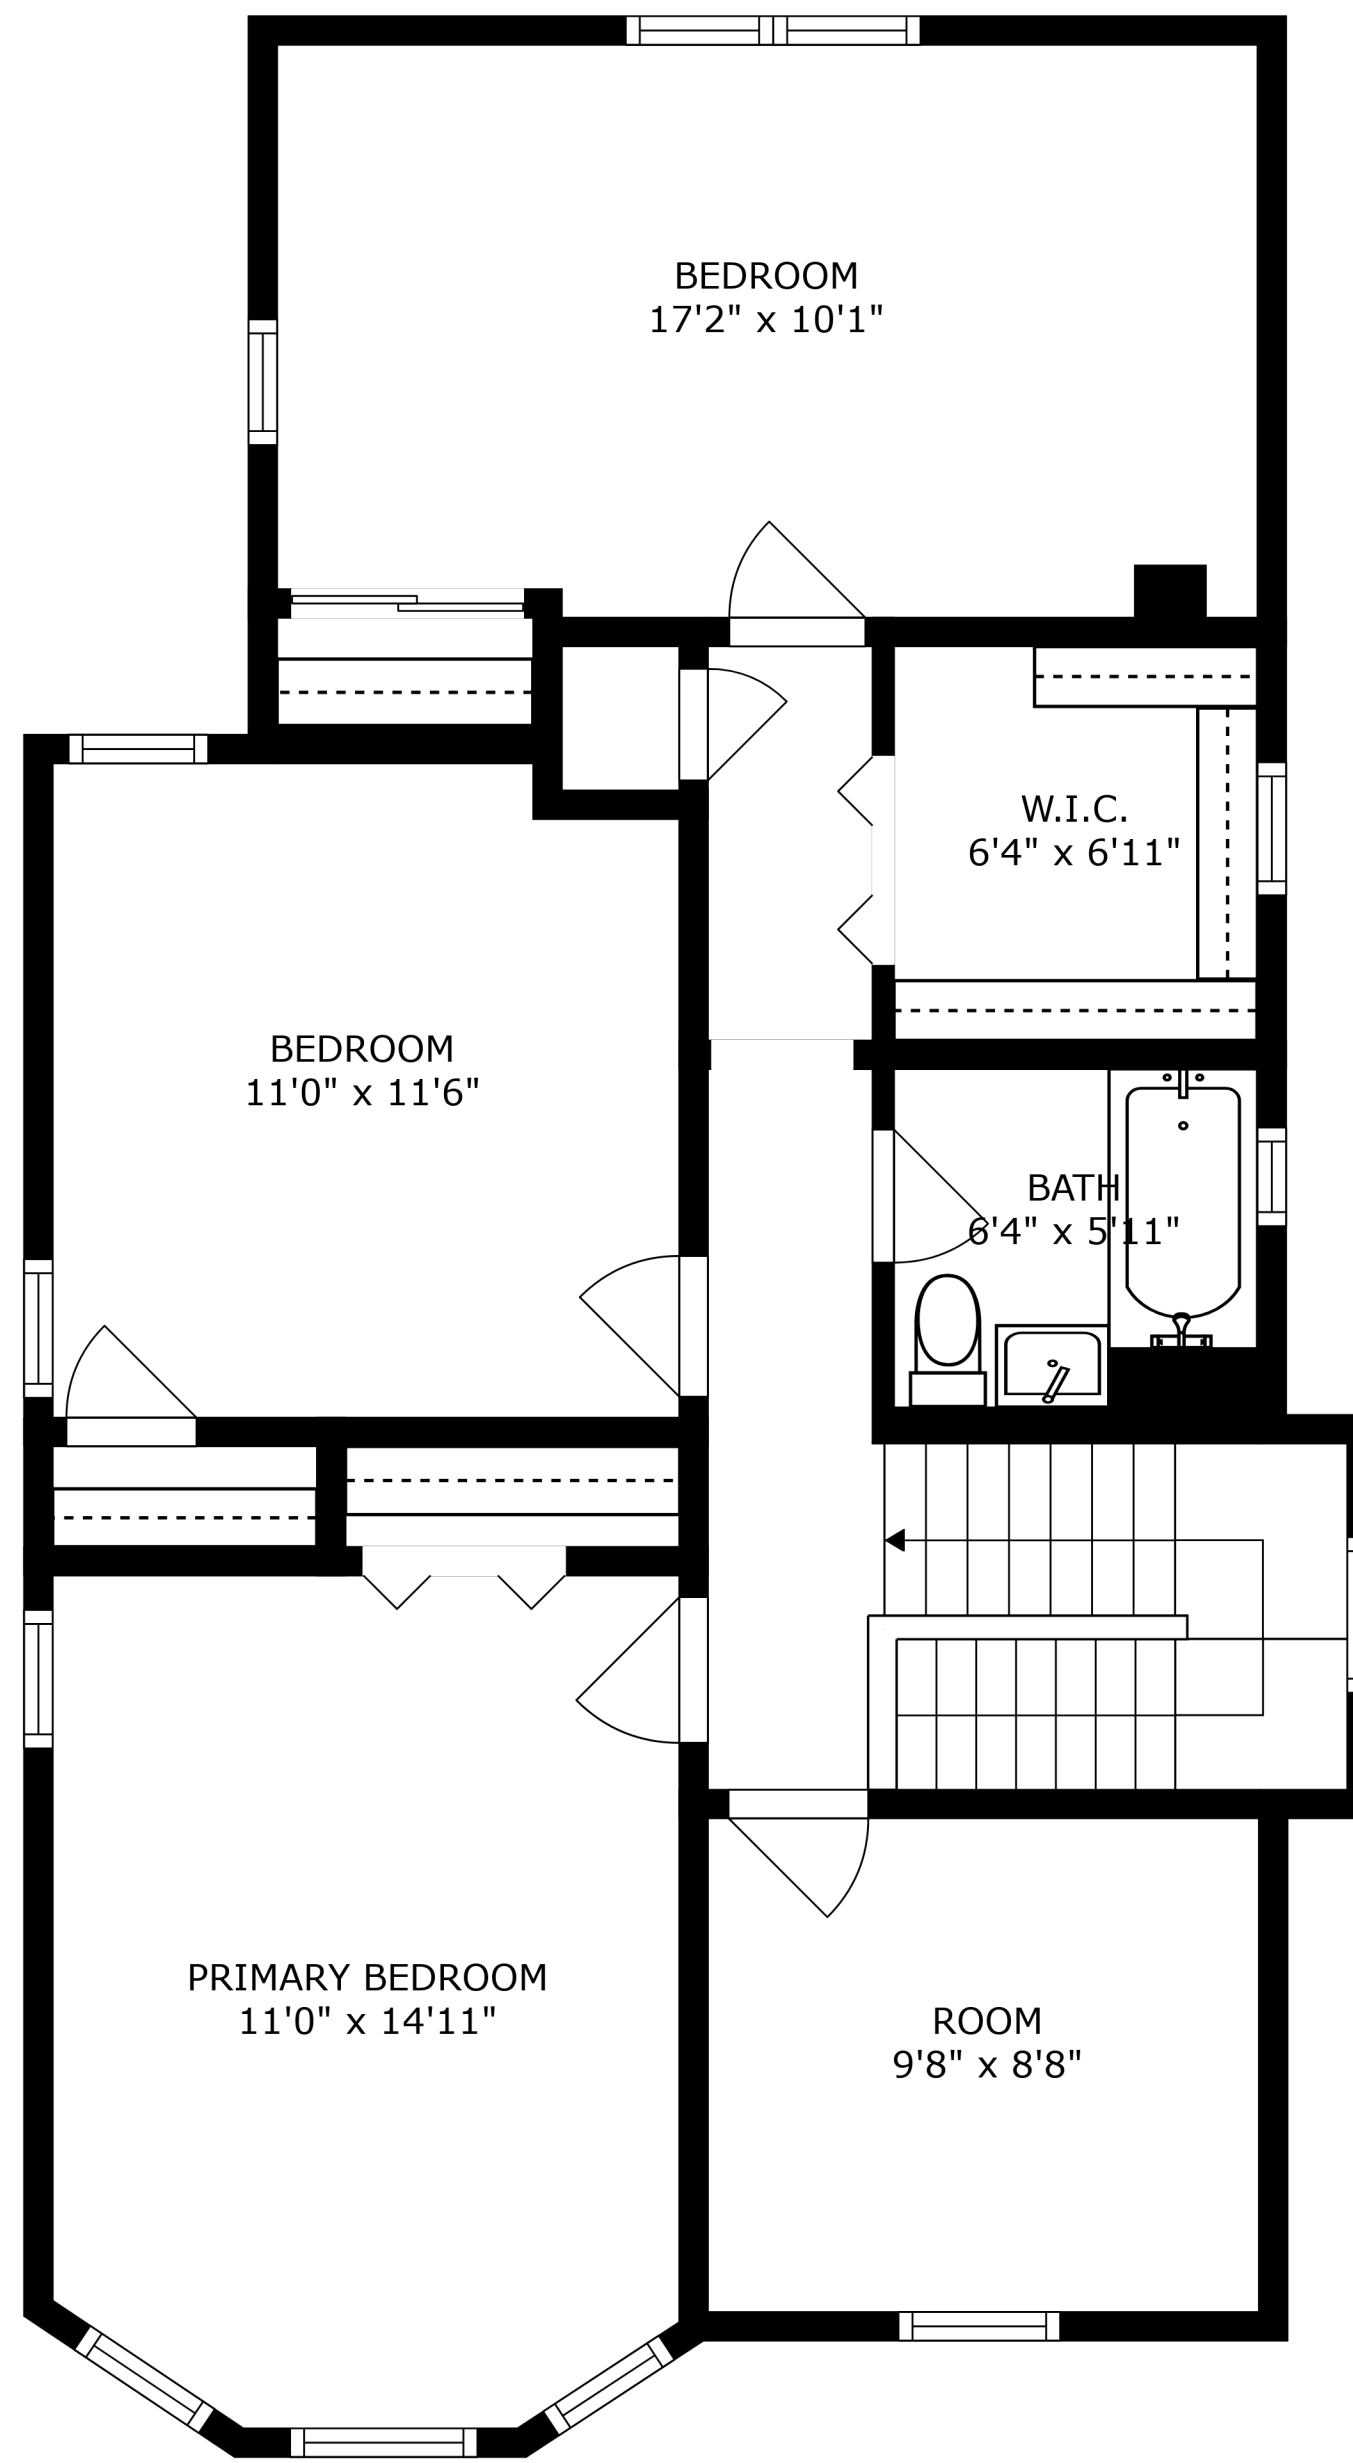 BEDROOM
17'2" x 10'1"
W.I.C.
6'4" x 6'11"
BEDROOM
11'0" x 11'6"
BATH
6'4" x 5'11"
PRIMARY BEDROOM
11'0" x 14'11"
ROOM
9'8" x 8'8"